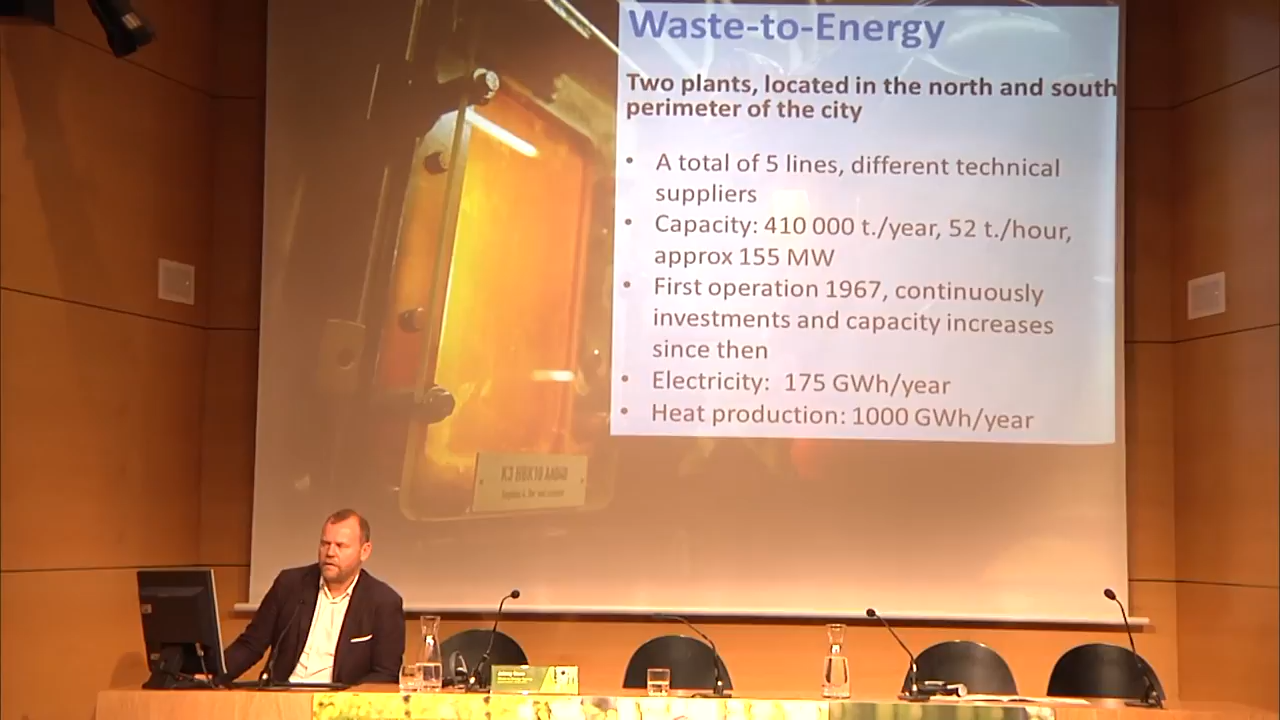 Waste-to-Energy
Two plants, located in the north and south
perimeter of the city
• A total of 5 lines, different technical
suppliers
• Capacity: 410 000 t./year, 52 t./hour,
approx 155 MW
• First operation 1967, continuously
investments and capacity increases
since then
• Electricity: 175 GWh/year
• Heat production: 1000 GWh/year